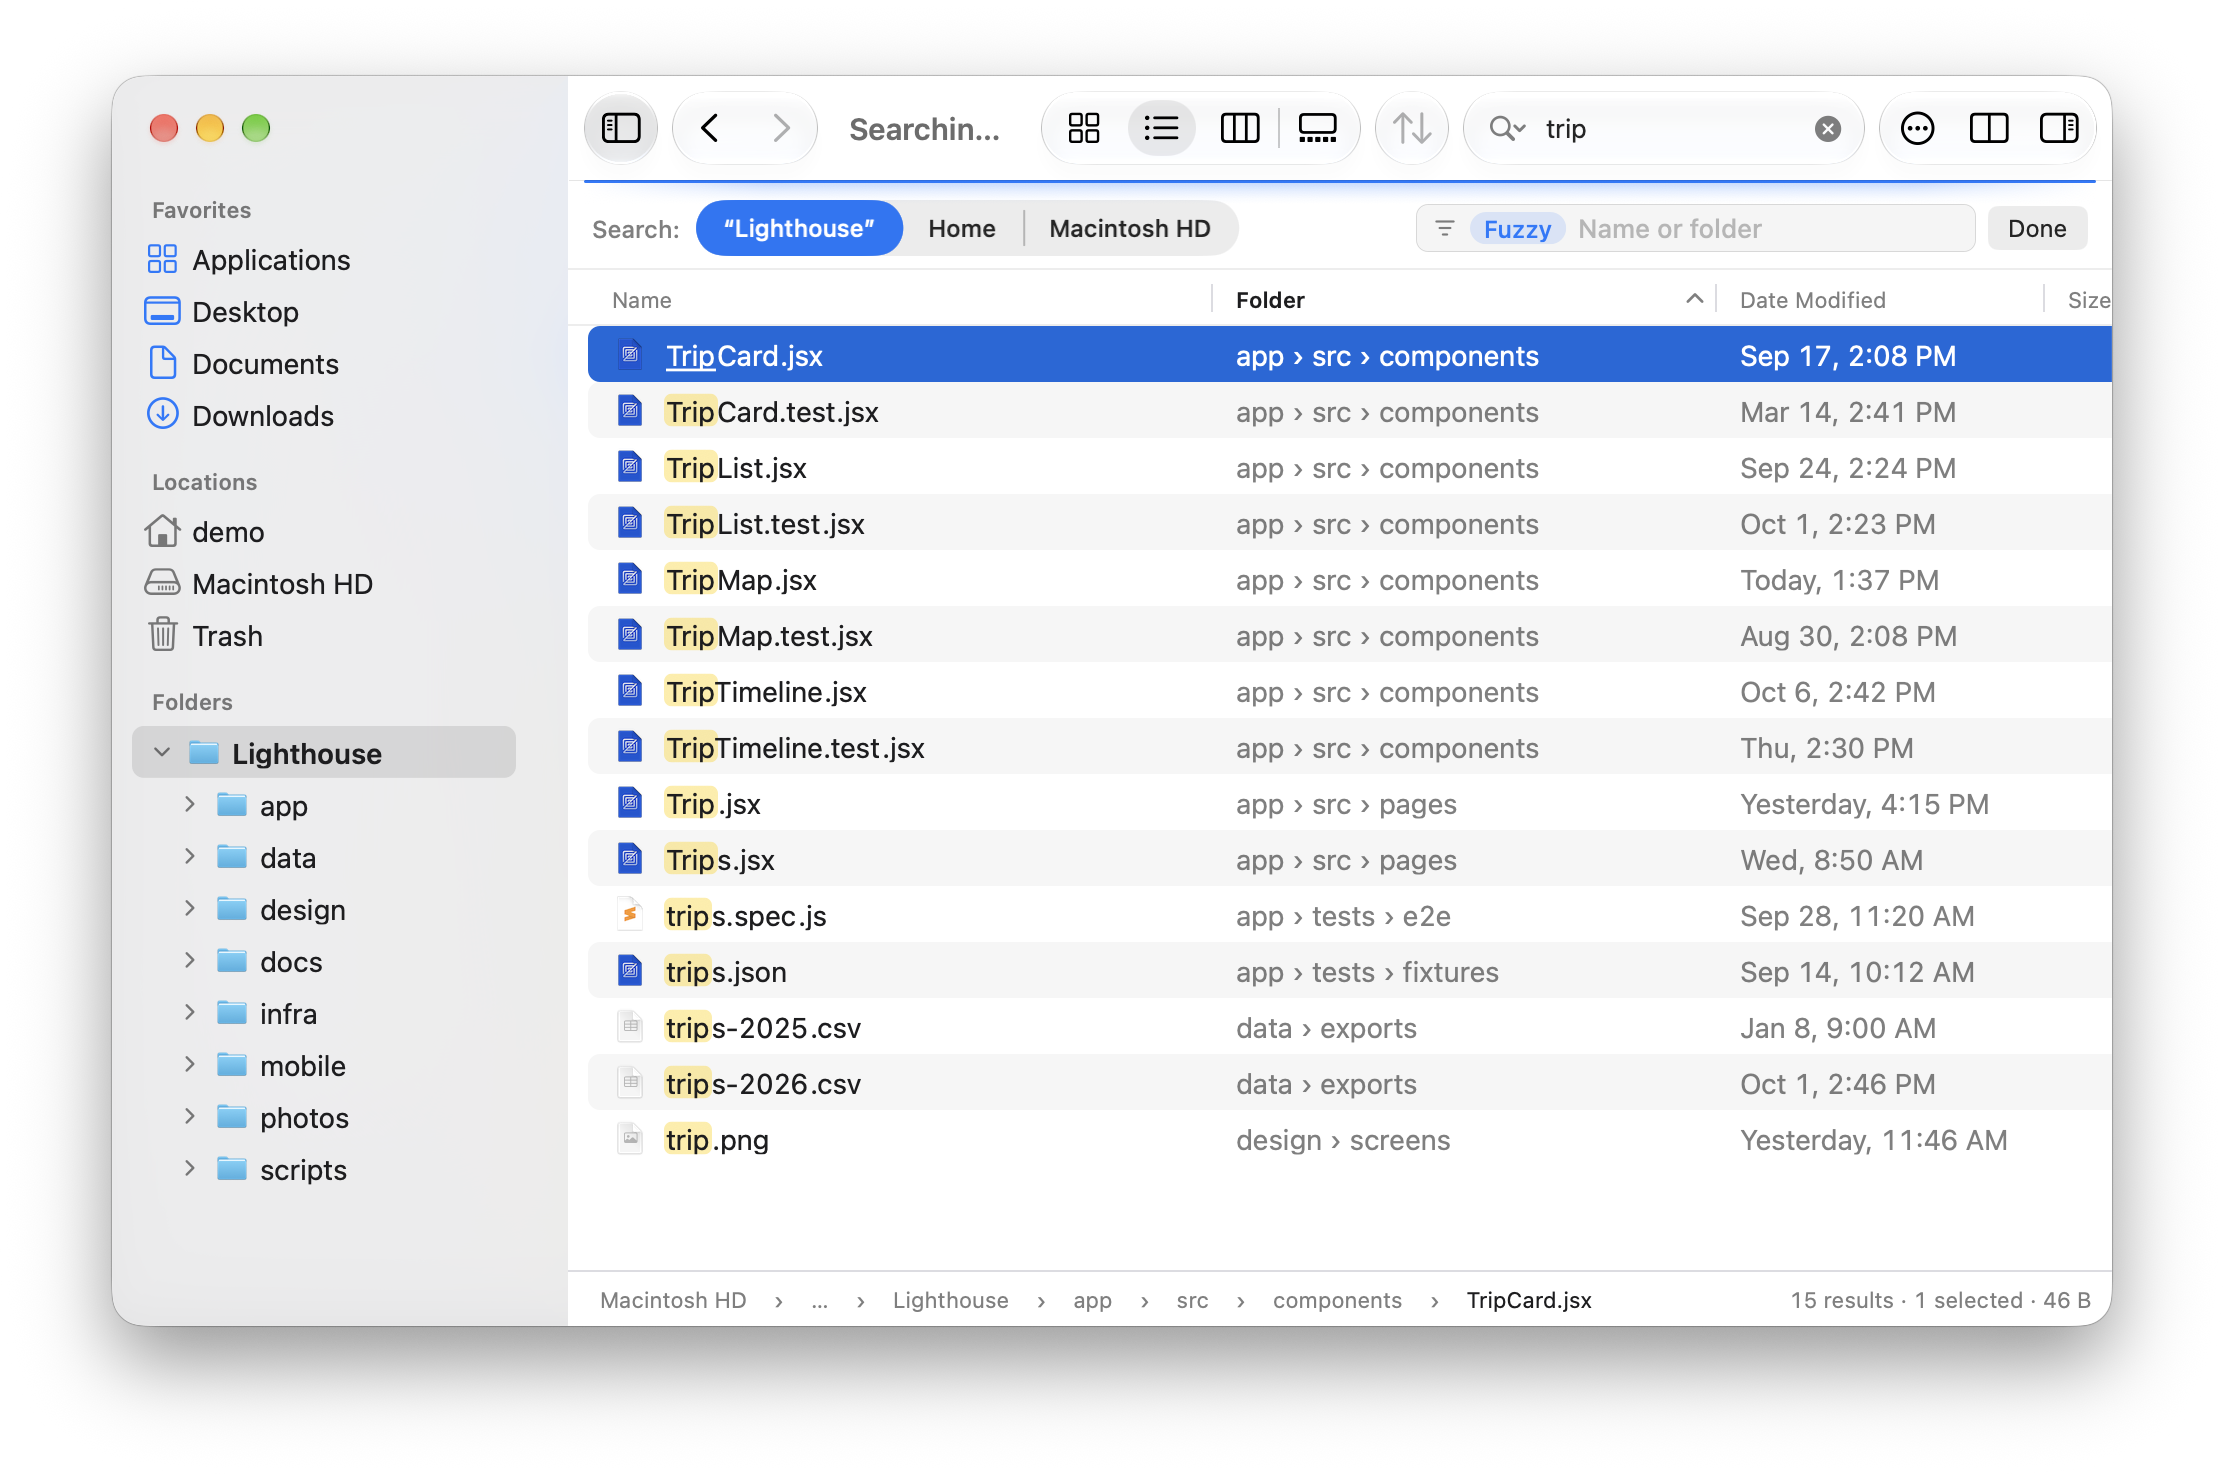 Searchin...
trip
Favorites
Applications
Desktop
Documents
Downloads
Locations
demo
Macintosh HD
Trash
Folders
Lighthouse
app
data
design
docs
infra
mobile
photos
scripts
Search: “Lighthouse” Home Macintosh HD Fuzzy Name or folder Done
Name Folder Date Modified Size
TripCard.jsx app › src › components Sep 17, 2:08 PM
TripCard.test.jsx app › src › components Mar 14, 2:41 PM
TripList.jsx app › src › components Sep 24, 2:24 PM
TripList.test.jsx app › src › components Oct 1, 2:23 PM
TripMap.jsx app › src › components Today, 1:37 PM
TripMap.test.jsx app › src › components Aug 30, 2:08 PM
TripTimeline.jsx app › src › components Oct 6, 2:42 PM
TripTimeline.test.jsx app › src › components Thu, 2:30 PM
Trip.jsx app › src › pages Yesterday, 4:15 PM
Trips.jsx app › src › pages Wed, 8:50 AM
trips.spec.js app › tests › e2e Sep 28, 11:20 AM
trips.json app › tests › fixtures Sep 14, 10:12 AM
trips-2025.csv data › exports Jan 8, 9:00 AM
trips-2026.csv data › exports Oct 1, 2:46 PM
trip.png design › screens Yesterday, 11:46 AM
Macintosh HD › ... › Lighthouse › app › src › components › TripCard.jsx 15 results · 1 selected · 46 B